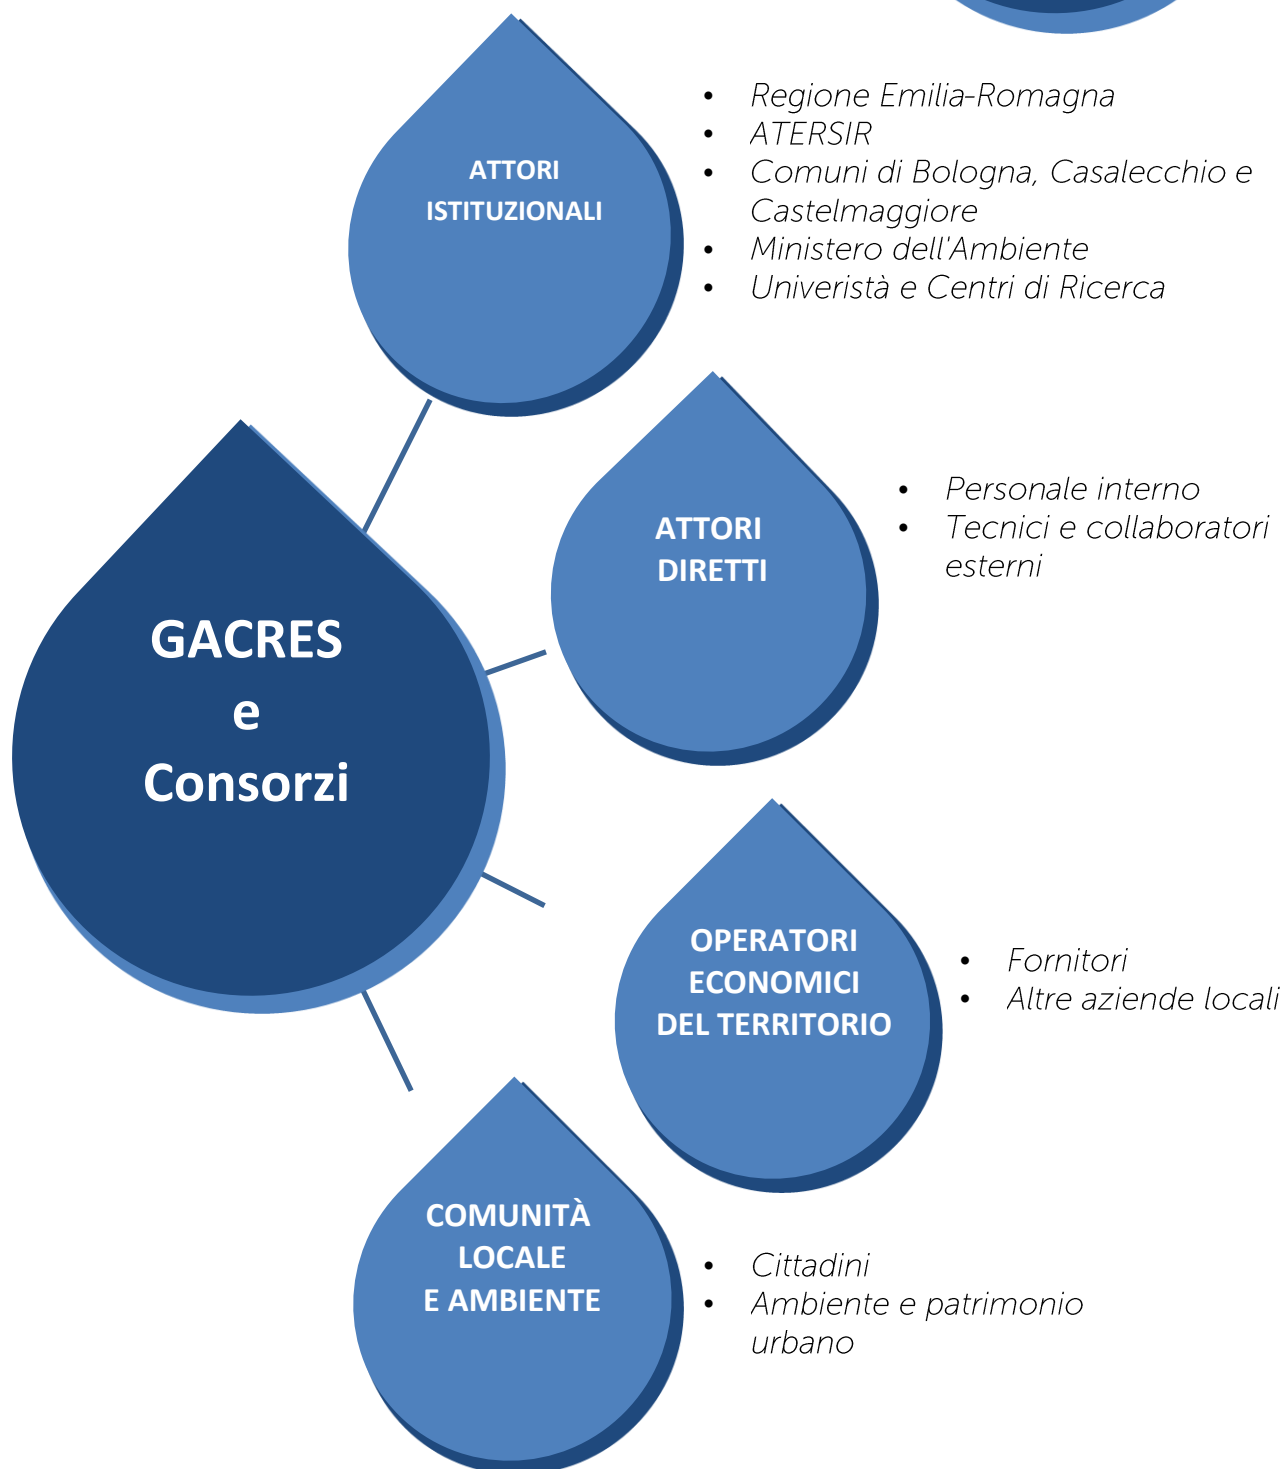 • Regione Emilia-Romagna
• ATERSIR
• Comuni di Bologna, Casalecchio e
Castelmaggiore
• Ministero dell'Ambiente
• Univeristà e Centri di Ricerca
ATTORI
ISTITUZIONALI
• Personale interno
• Tecnici e collaboratori
esterni
ATTORI
DIRETTI
GACRES
e
Consorzi
OPERATORI
ECONOMICI
DEL TERRITORIO
• Fornitori
• Altre aziende locali
COMUNITÀ
LOCALE
E AMBIENTE
• Cittadini
• Ambiente e patrimonio
urbano